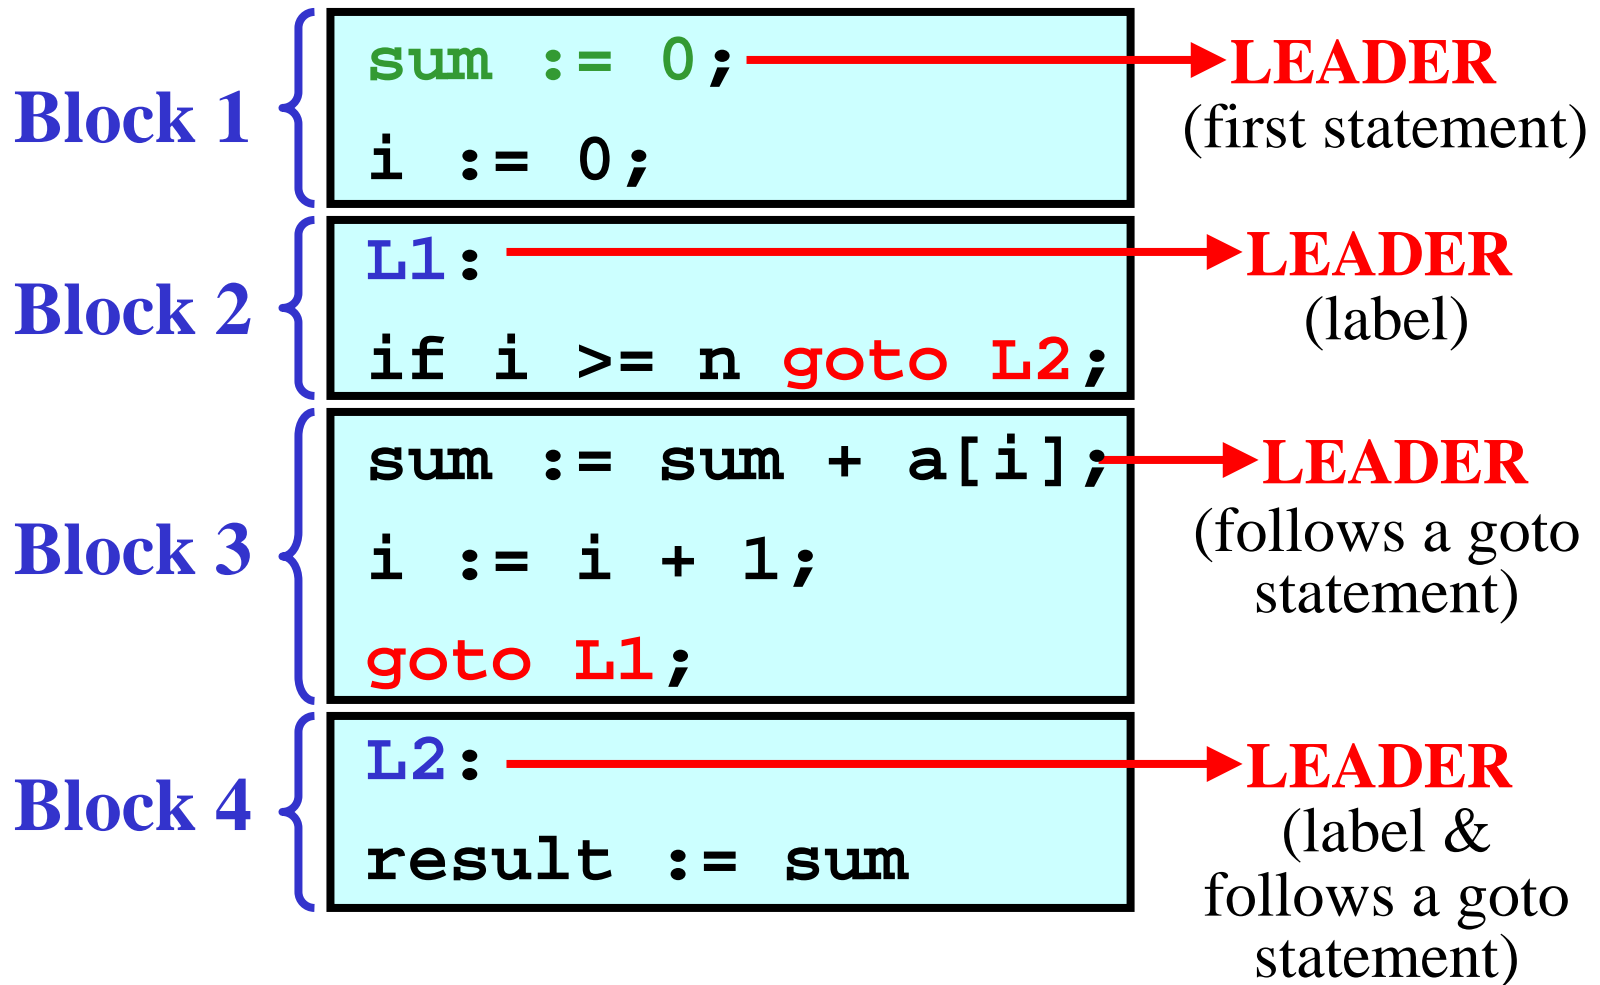 Block 1
sum := 0;
i := 0;
LEADER
(first statement)
Block 2
L1:
if i >= n goto L2;
LEADER
(label)
Block 3
sum := sum + a[i];
i := i + 1;
goto L1;
LEADER
(follows a goto
statement)
Block 4
L2:
result := sum
LEADER
(label &
follows a goto
statement)